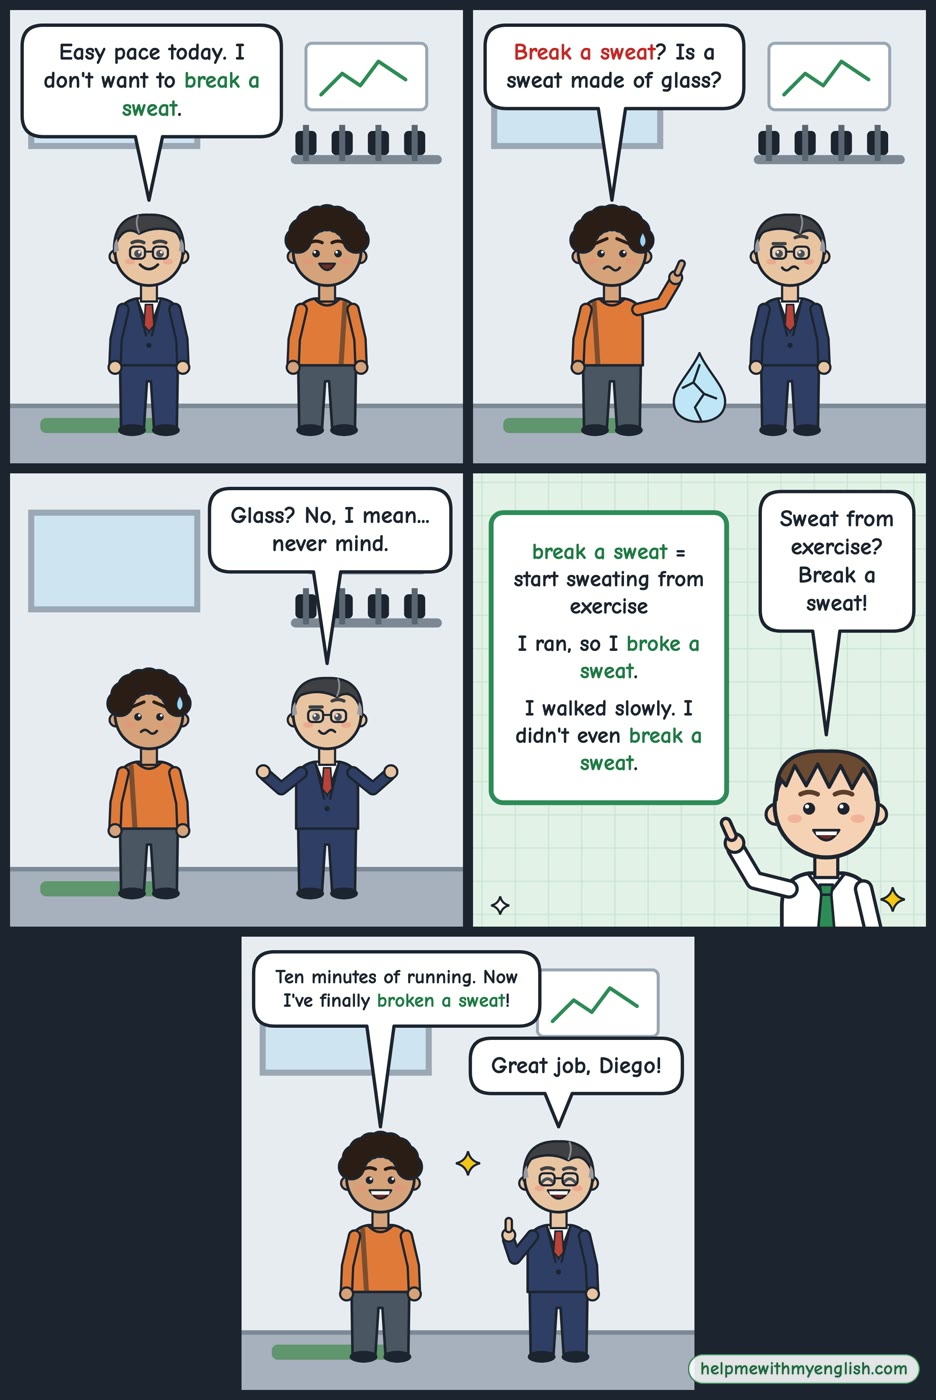 Easy pace today. I
don't want to break a
sweat.
Break a sweat? Is a
sweat made of glass?
Glass? No, I mean...
never mind.
break a sweat =
start sweating from
exercise
I ran, so I broke a
sweat.
I walked slowly. I
didn't even break a
sweat.
Sweat from
exercise?
Break a
sweat!
Ten minutes of running. Now
I've finally broken a sweat!
Great job, Diego!
helpmewithmyenglish.com